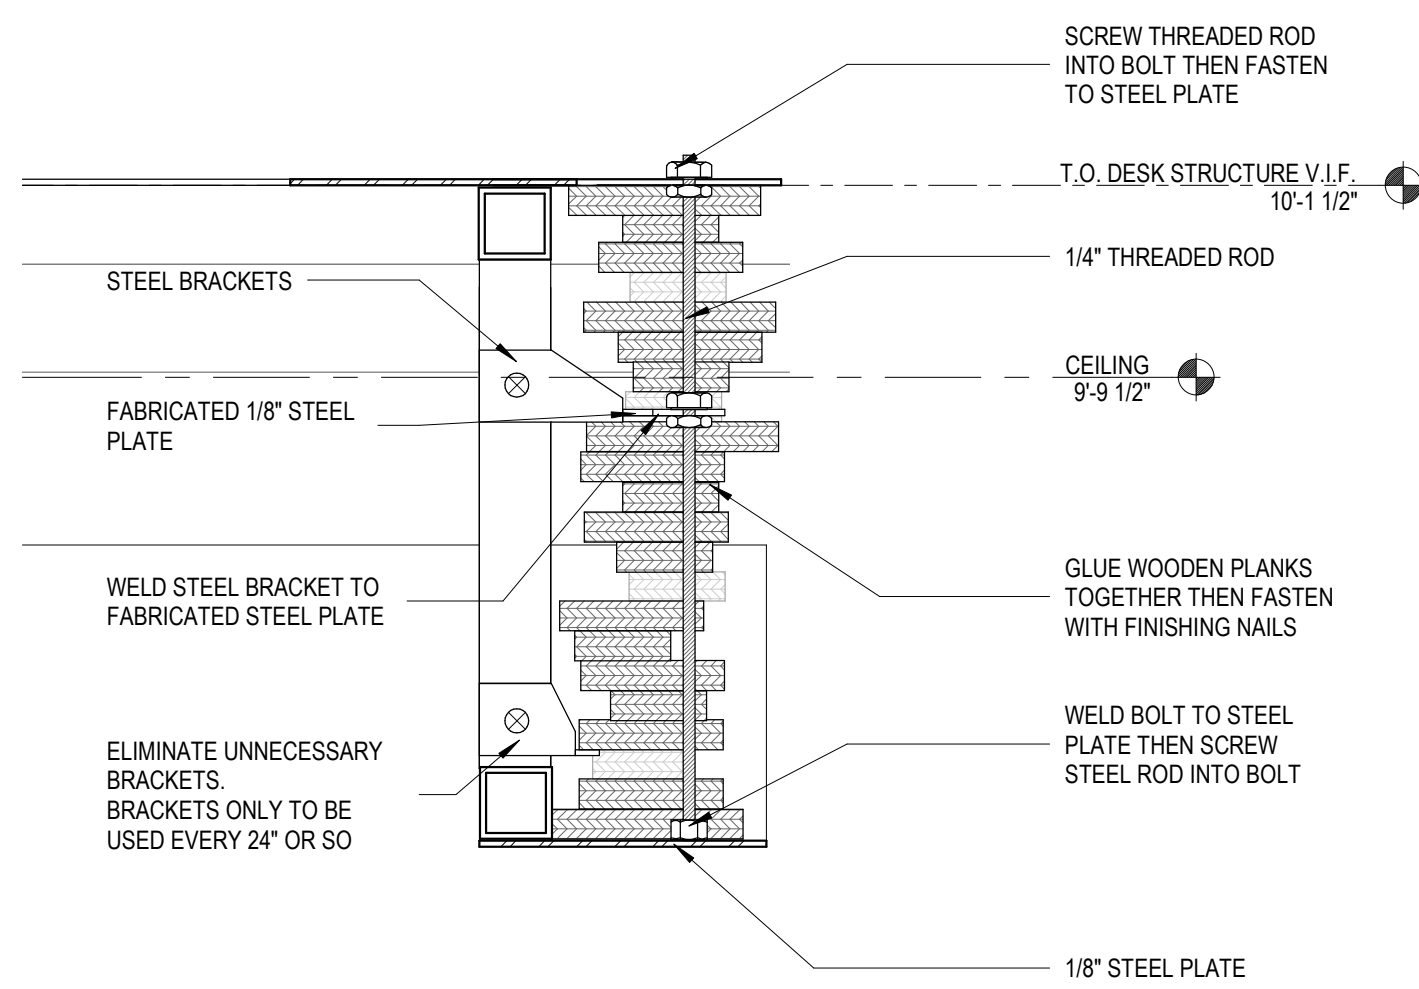 SCREW THREADED ROD
INTO BOLT THEN FASTEN
TO STEEL PLATE
T.O. DESK STRUCTURE V.I.F.
10'-1 1/2"
1/4" THREADED ROD
STEEL BRACKETS
CEILING
9'-9 1/2"
FABRICATED 1/8" STEEL
PLATE
WELD STEEL BRACKET TO
FABRICATED STEEL PLATE
GLUE WOODEN PLANKS
TOGETHER THEN FASTEN
WITH FINISHING NAILS
WELD BOLT TO STEEL
PLATE THEN SCREW
STEEL ROD INTO BOLT
ELIMINATE UNNECESSARY
BRACKETS.
BRACKETS ONLY TO BE
USED EVERY 24" OR SO
1/8" STEEL PLATE